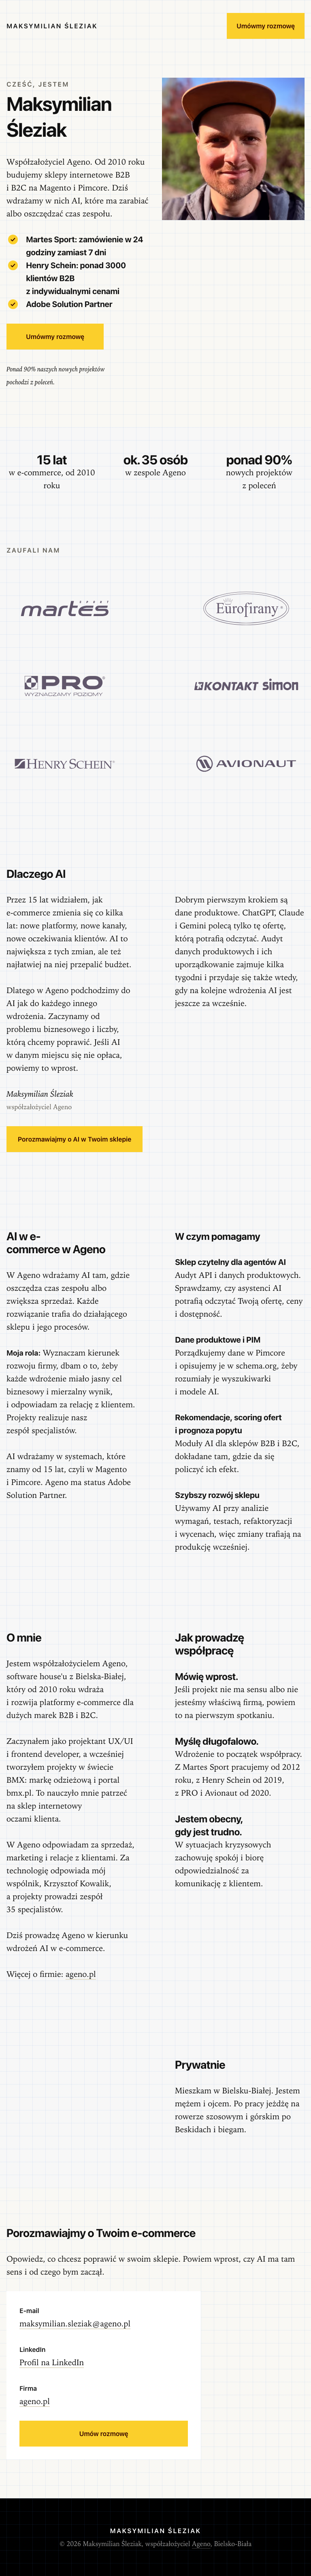 MAKSYMILIAN ŚLEZIAK
Umówmy rozmowę
CZEŚĆ, JESTEM
Maksymilian
Śleziak
Współzałożyciel Ageno. Od 2010 roku
budujemy sklepy internetowe B2B
i B2C na Magento i Pimcore. Dziś
wdrażamy w nich AI, które ma zarabiać
albo oszczędzać czas zespołu.
Martes Sport: zamówienie w 24
godziny zamiast 7 dni
Henry Schein: ponad 3000
klientów B2B
z indywidualnymi cenami
Adobe Solution Partner
Umówmy rozmowę
Ponad 90% naszych nowych projektów
pochodzi z poleceń.
15 lat
w e-commerce, od 2010
roku
ok. 35 osób
w zespole Ageno
ponad 90%
nowych projektów
z poleceń
ZAUFALI NAM
martes
SPORT
Eurofirany
PRO
WYZNACZAMY POZIOMY
KONTAKT simon
HENRY SCHEIN
AVIONAUT
Dlaczego AI
Przez 15 lat widziałem, jak
e-commerce zmienia się co kilka
lat: nowe platformy, nowe kanały,
nowe oczekiwania klientów. AI to
największa z tych zmian, ale też
najłatwiej na niej przepalić budżet.
Dlatego w Ageno podchodzimy do
AI jak do każdego innego
wdrożenia. Zaczynamy od
problemu biznesowego i liczby,
którą chcemy poprawić. Jeśli AI
w danym miejscu się nie opłaca,
powiemy to wprost.
Maksymilian Śleziak
współzałożyciel Ageno
Porozmawiajmy o AI w Twoim sklepie
Dobrym pierwszym krokiem są
dane produktowe. ChatGPT, Claude
i Gemini polecą tylko tę ofertę,
którą potrafią odczytać. Audyt
danych produktowych i ich
uporządkowanie zajmuje kilka
tygodni i przydaje się także wtedy,
gdy na kolejne wdrożenia AI jest
jeszcze za wcześnie.
AI w e-
commerce w Ageno
W Ageno wdrażamy AI tam, gdzie
oszczędza czas zespołu albo
zwiększa sprzedaż. Każde
rozwiązanie trafia do działającego
sklepu i jego procesów.
Moja rola: Wyznaczam kierunek
rozwoju firmy, dbam o to, żeby
każde wdrożenie miało jasny cel
biznesowy i mierzalny wynik,
i odpowiadam za relację z klientem.
Projekty realizuje nasz
zespół specjalistów.
AI wdrażamy w systemach, które
znamy od 15 lat, czyli w Magento
i Pimcore. Ageno ma status Adobe
Solution Partner.
W czym pomagamy
Sklep czytelny dla agentów AI
Audyt API i danych produktowych.
Sprawdzamy, czy asystenci AI
potrafią odczytać Twoją ofertę, ceny
i dostępność.
Dane produktowe i PIM
Porządkujemy dane w Pimcore
i opisujemy je w schema.org, żeby
rozumiały je wyszukiwarki
i modele AI.
Rekomendacje, scoring ofert
i prognoza popytu
Moduły AI dla sklepów B2B i B2C,
dokładane tam, gdzie da się
policzyć ich efekt.
Szybszy rozwój sklepu
Używamy AI przy analizie
wymagań, testach, refaktoryzacji
i wycenach, więc zmiany trafiają na
produkcję wcześniej.
O mnie
Jestem współzałożycielem Ageno,
software house'u z Bielska-Białej,
który od 2010 roku wdraża
i rozwija platformy e-commerce dla
dużych marek B2B i B2C.
Zaczynałem jako projektant UX/UI
i frontend developer, a wcześniej
tworzyłem projekty w świecie
BMX: markę odzieżową i portal
bmx.pl. To nauczyło mnie patrzeć
na sklep internetowy
oczami klienta.
W Ageno odpowiadam za sprzedaż,
marketing i relacje z klientami. Za
technologię odpowiada mój
wspólnik, Krzysztof Kowalik,
a projekty prowadzi zespół
35 specjalistów.
Dziś prowadzę Ageno w kierunku
wdrożeń AI w e-commerce.
Więcej o firmie: ageno.pl
Jak prowadzę
współpracę
Mówię wprost.
Jeśli projekt nie ma sensu albo nie
jesteśmy właściwą firmą, powiem
to na pierwszym spotkaniu.
Myślę długofalowo.
Wdrożenie to początek współpracy.
Z Martes Sport pracujemy od 2012
roku, z Henry Schein od 2019,
z PRO i Avionaut od 2020.
Jestem obecny,
gdy jest trudno.
W sytuacjach kryzysowych
zachowuję spokój i biorę
odpowiedzialność za
komunikację z klientem.
Prywatnie
Mieszkam w Bielsku-Białej. Jestem
mężem i ojcem. Po pracy jeżdżę na
rowerze szosowym i górskim po
Beskidach i biegam.
Porozmawiajmy o Twoim e-commerce
Opowiedz, co chcesz poprawić w swoim sklepie. Powiem wprost, czy AI ma tam
sens i od czego bym zaczął.
E-mail
maksymilian.sleziak@ageno.pl
LinkedIn
Profil na LinkedIn
Firma
ageno.pl
Umów rozmowę
MAKSYMILIAN ŚLEZIAK
© 2026 Maksymilian Śleziak, współzałożyciel Ageno, Bielsko-Biała